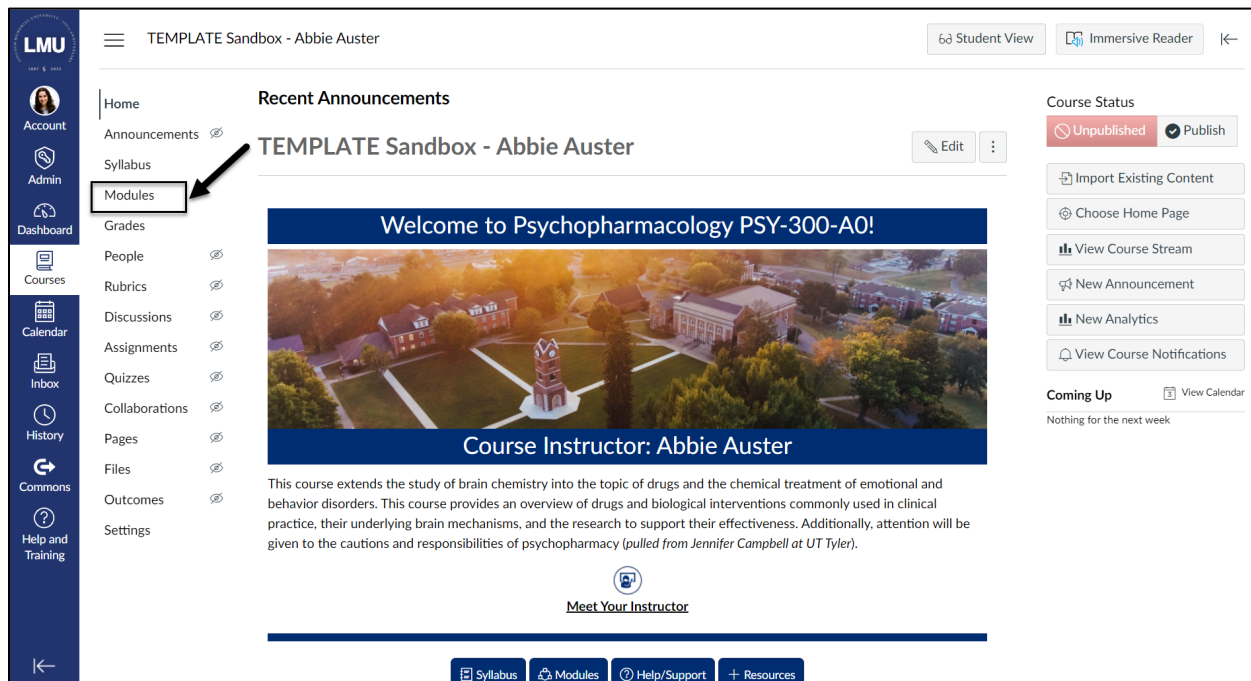 LMU
Account
Admin
Dashboard
Courses
Calendar
Inbox
History
Commons
Help and
Training
TEMPLATE Sandbox - Abbie Auster
Student View
Immersive Reader
Home
Announcements
Syllabus
Modules
Grades
People
Rubrics
Discussions
Assignments
Quizzes
Collaborations
Pages
Files
Outcomes
Settings
Recent Announcements
TEMPLATE Sandbox - Abbie Auster
Edit
Welcome to Psychopharmacology PSY-300-A0!
Course Instructor: Abbie Auster
This course extends the study of brain chemistry into the topic of drugs and the chemical treatment of emotional and
behavior disorders. This course provides an overview of drugs and biological interventions commonly used in clinical
practice, their underlying brain mechanisms, and the research to support their effectiveness. Additionally, attention will be
given to the cautions and responsibilities of psychopharmacy (pulled from Jennifer Campbell at UT Tyler).
Meet Your Instructor
Syllabus
Modules
Help/Support
+ Resources
Course Status
Unpublished
Publish
Import Existing Content
Choose Home Page
View Course Stream
New Announcement
New Analytics
View Course Notifications
Coming Up
3 View Calendar
Nothing for the next week